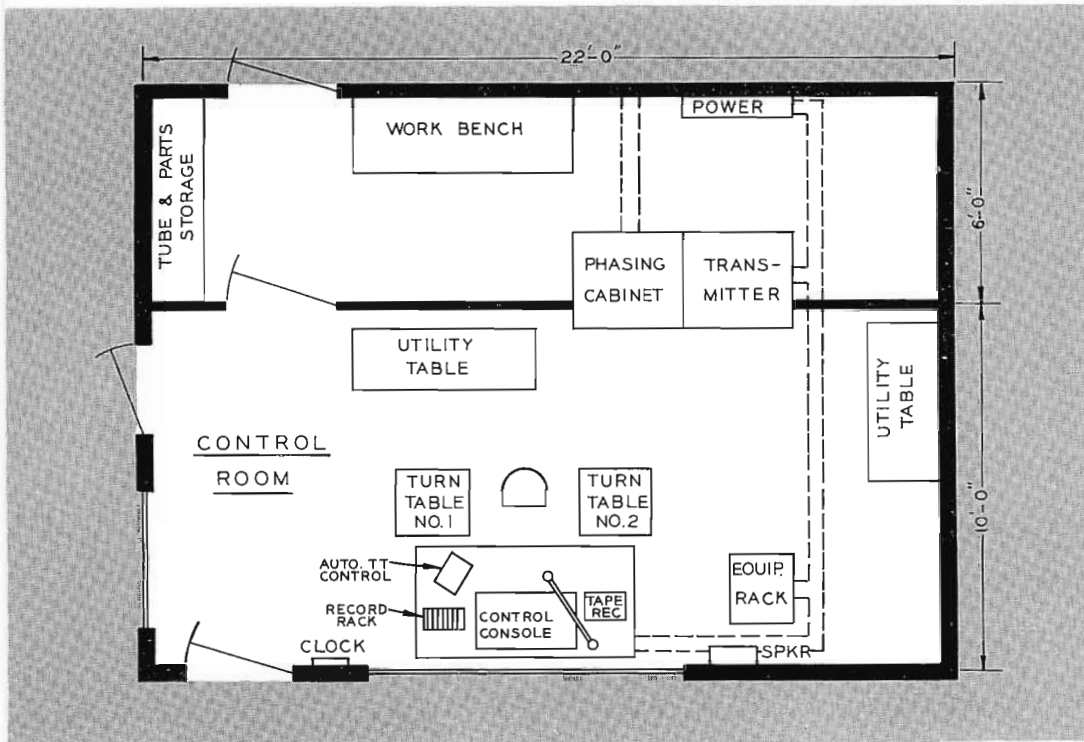 22'-0"
WORK BENCH
POWER
TUBE & PARTS
STORAGE
6'-0"
PHASING
CABINET
TRANS-
MITTER
UTILITY
TABLE
UTILITY
TABLE
CONTROL
ROOM
TURN
TABLE
NO.1
TURN
TABLE
NO.2
10'-0"
AUTO. TT
CONTROL
RECORD
RACK
CONTROL
CONSOLE
TAPE
REC
EQUIP.
RACK
CLOCK
SPKR